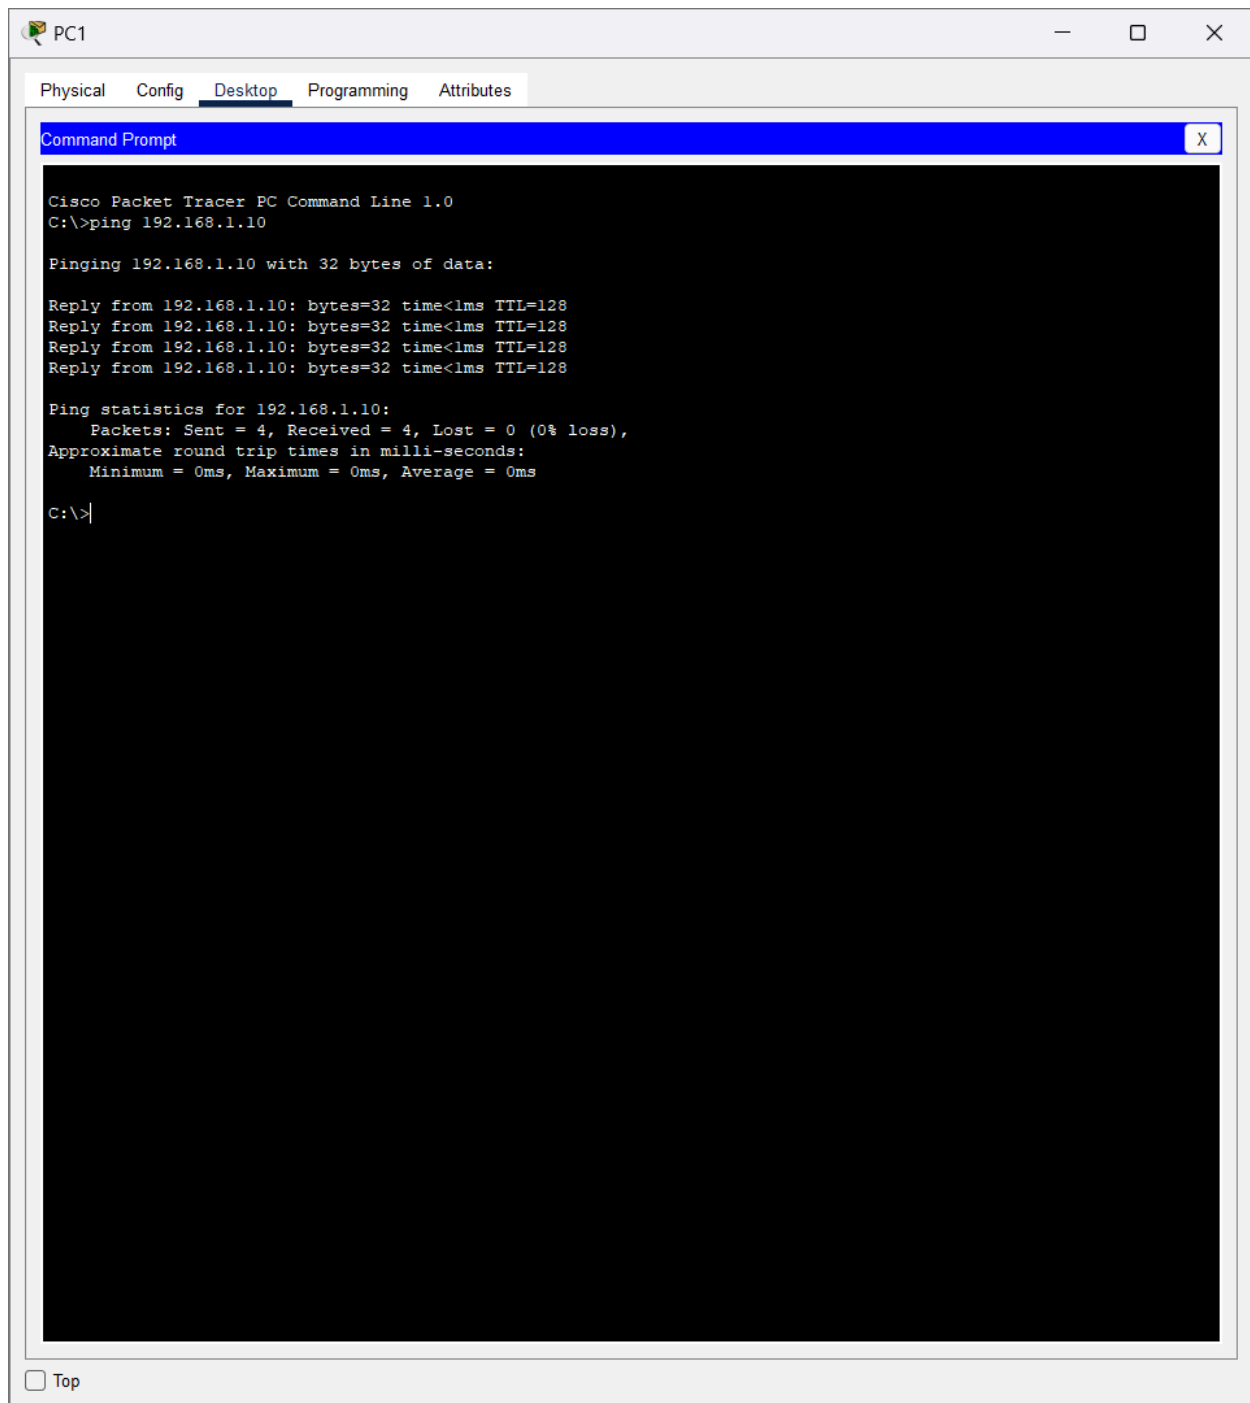 PC1
Physical Config Desktop Programming Attributes
Command Prompt
X
Cisco Packet Tracer PC Command Line 1.0
C:\>ping 192.168.1.10
Pinging 192.168.1.10 with 32 bytes of data:
Reply from 192.168.1.10: bytes=32 time<1ms TTL=128
Reply from 192.168.1.10: bytes=32 time<1ms TTL=128
Reply from 192.168.1.10: bytes=32 time<1ms TTL=128
Reply from 192.168.1.10: bytes=32 time<1ms TTL=128
Ping statistics for 192.168.1.10:
Packets: Sent = 4, Received = 4, Lost = 0 (0% loss),
Approximate round trip times in milli-seconds:
Minimum = 0ms, Maximum = 0ms, Average = 0ms
C:\>
Top